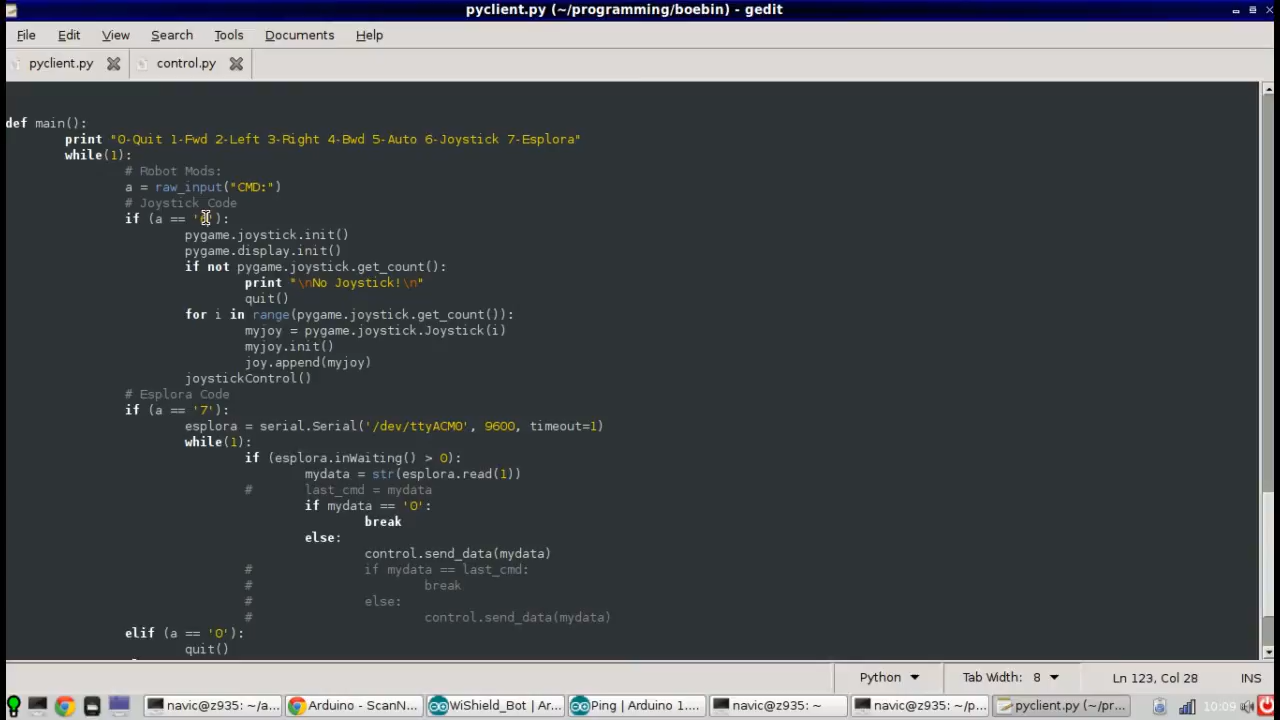 pyclient.py (~/programming/boebin) - gedit
File Edit View Search Tools Documents Help
pyclient.py control.py
def main():
print "0-Quit 1-Fwd 2-Left 3-Right 4-Bwd 5-Auto 6-Joystick 7-Esplora"
while(1):
# Robot Mods:
a = raw_input("CMD:")
# Joystick Code
if (a == '6'):
pygame.joystick.init()
pygame.display.init()
if not pygame.joystick.get_count():
print "\nNo Joystick!\n"
quit()
for i in range(pygame.joystick.get_count()):
myjoy = pygame.joystick.Joystick(i)
myjoy.init()
joy.append(myjoy)
joystickControl()
# Esplora Code
if (a == '7'):
esplora = serial.Serial('/dev/ttyACM0', 9600, timeout=1)
while(1):
if (esplora.inWaiting() > 0):
mydata = str(esplora.read(1))
# last_cmd = mydata
if mydata == '0':
break
else:
control.send_data(mydata)
# if mydata == last_cmd:
# break
# else:
# control.send_data(mydata)
elif (a == '0'):
quit()
Python Tab Width: 8 Ln 123, Col 28 INS
navic@z935: ~/a... Arduino - ScanN... WiShield_Bot | Ar... Ping | Arduino 1.... navic@z935: ~ navic@z935: ~/p... pyclient.py (~/pr... 10:09